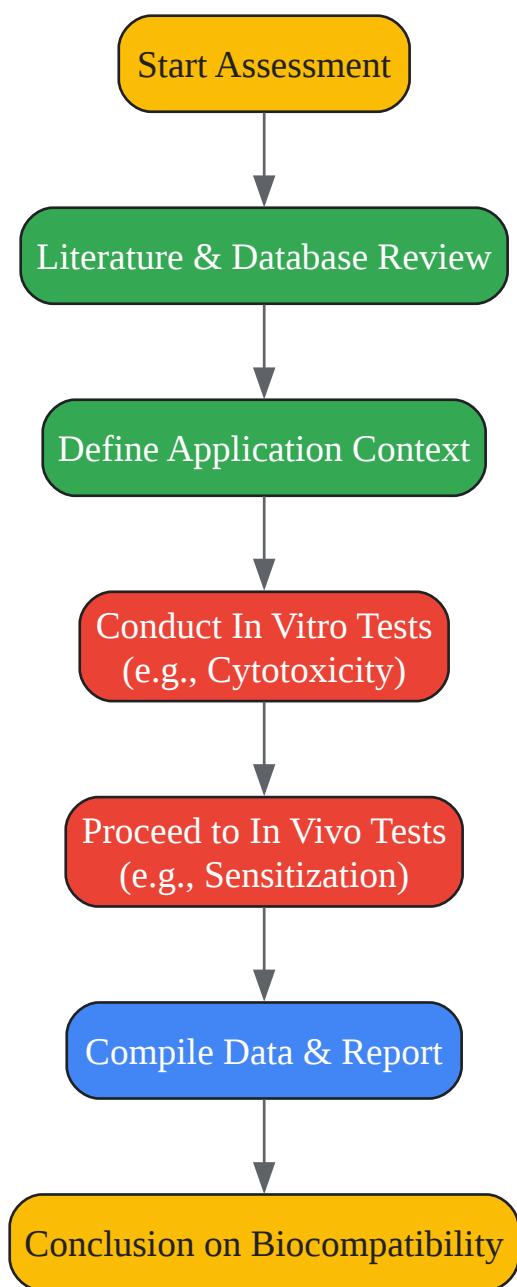 Start Assessment
Literature & Database Review
Define Application Context
Conduct In Vitro Tests
(e.g., Cytotoxicity)
Proceed to In Vivo Tests
(e.g., Sensitization)
Compile Data & Report
Conclusion on Biocompatibility